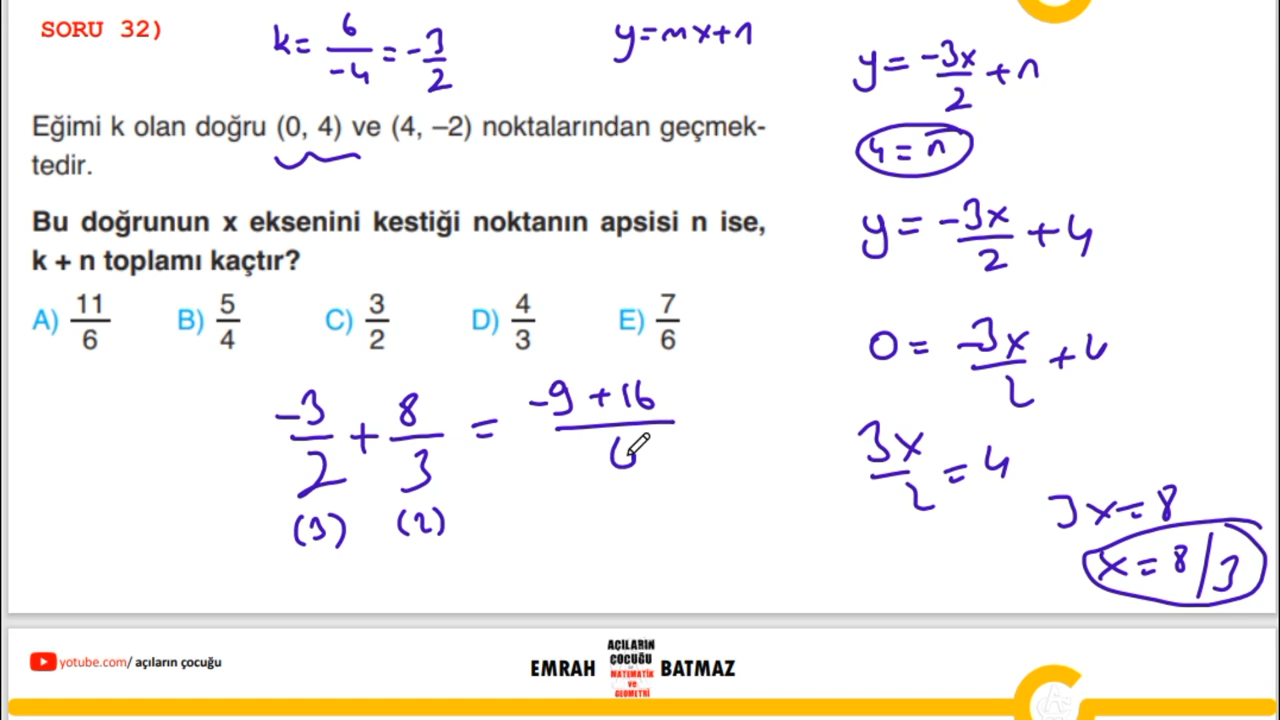 SORU 32)
k= 6/-4 = -3/2
y=mx+n
Eğimi k olan doğru (0, 4) ve (4, –2) noktalarından geçmek-
tedir.
Bu doğrunun x eksenini kestiği noktanın apsisi n ise,
k + n toplamı kaçtır?
A) 11/6 B) 5/4 C) 3/2 D) 4/3 E) 7/6
-3/2 + 8/3 = -9+16/6
(3) (2)
y= -3x/2 +n
4 = n
y= -3x/2 +4
0= -3x/2 +4
3x/2 = 4
3x=8
x=8/3
yotube.com/ açıların çocuğu
EMRAH
AÇILARIN
ÇOCUĞU
MATEMATİK
ve
GEOMETRİ
BATMAZ